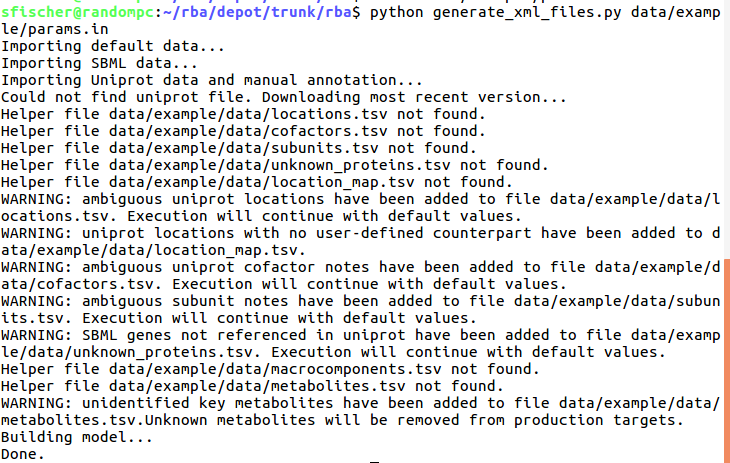 sfischer@randompc:~/rba/depot/trunk/rba$ python generate_xml_files.py data/examp
le/params.in
Importing default data...
Importing SBML data...
Importing Uniprot data and manual annotation...
Could not find uniprot file. Downloading most recent version...
Helper file data/example/data/locations.tsv not found.
Helper file data/example/data/cofactors.tsv not found.
Helper file data/example/data/subunits.tsv not found.
Helper file data/example/data/unknown_proteins.tsv not found.
Helper file data/example/data/location_map.tsv not found.
WARNING: ambiguous uniprot locations have been added to file data/example/data/l
ocations.tsv. Execution will continue with default values.
WARNING: uniprot locations with no user-defined counterpart have been added to d
ata/example/data/location_map.tsv.
WARNING: ambiguous uniprot cofactor notes have been added to file data/example/d
ata/cofactors.tsv. Execution will continue with default values.
WARNING: ambiguous subunit notes have been added to file data/example/data/subun
its.tsv. Execution will continue with default values.
WARNING: SBML genes not referenced in uniprot have been added to file data/examp
le/data/unknown_proteins.tsv. Execution will continue with default values.
Helper file data/example/data/macrocomponents.tsv not found.
Helper file data/example/data/metabolites.tsv not found.
WARNING: unidentified key metabolites have been added to file data/example/data/
metabolites.tsv.Unknown metabolites will be removed from production targets.
Building model...
Done.